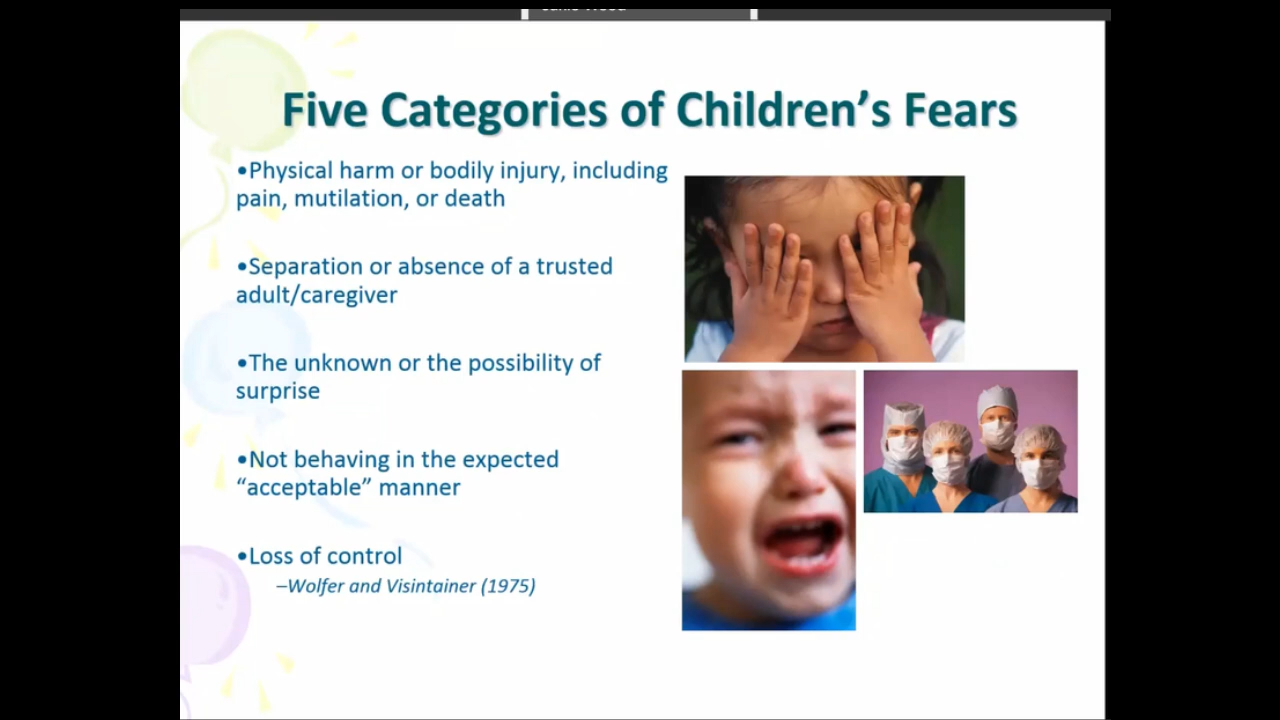 Five Categories of Children’s Fears
•Physical harm or bodily injury, including
pain, mutilation, or death
•Separation or absence of a trusted
adult/caregiver
•The unknown or the possibility of
surprise
•Not behaving in the expected
“acceptable” manner
•Loss of control
–Wolfer and Visintainer (1975)